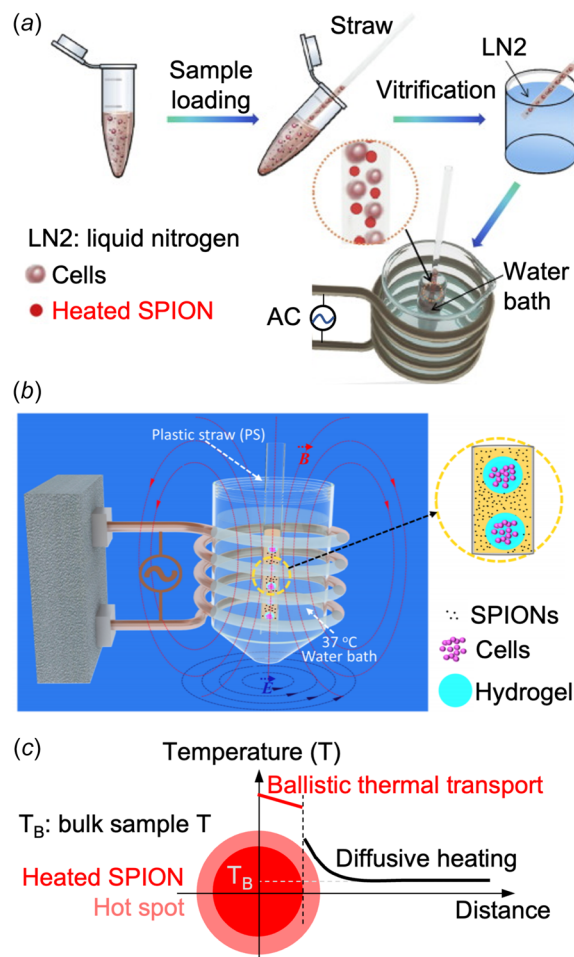 (a)
Straw
Sample
loading
Vitrification
LN2
LN2: liquid nitrogen
Cells
Heated SPION
AC
Water
bath
(b)
Plastic straw (PS)
B
37 °C
Water bath
E
SPIONs
Cells
Hydrogel
(c)
Temperature (T)
Ballistic thermal transport
TB: bulk sample T
Diffusive heating
Heated SPION
TB
Hot spot
Distance